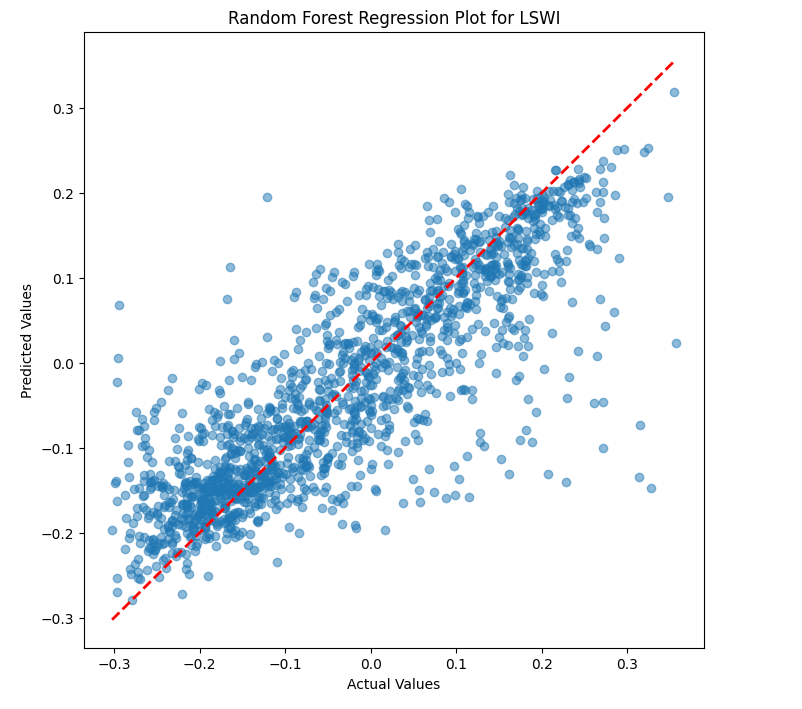 Random Forest Regression Plot for LSWI
Predicted Values
0.3
0.2
0.1
0.0
−0.1
−0.2
−0.3
−0.3 −0.2 −0.1 0.0 0.1 0.2 0.3
Actual Values